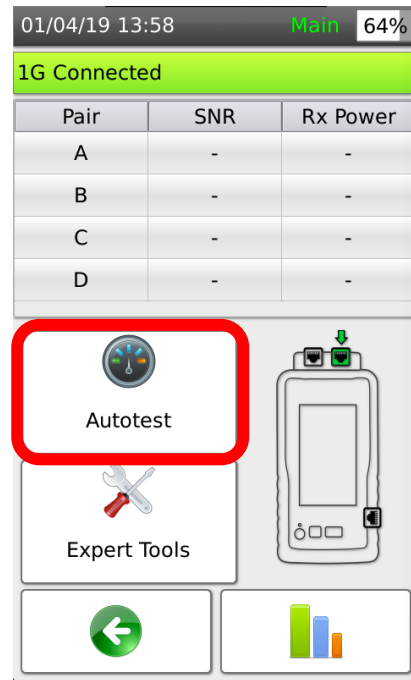 01/04/19 13:58 Main 64%
1G Connected
Pair SNR Rx Power
A - -
B - -
C - -
D - -
Autotest
Expert Tools